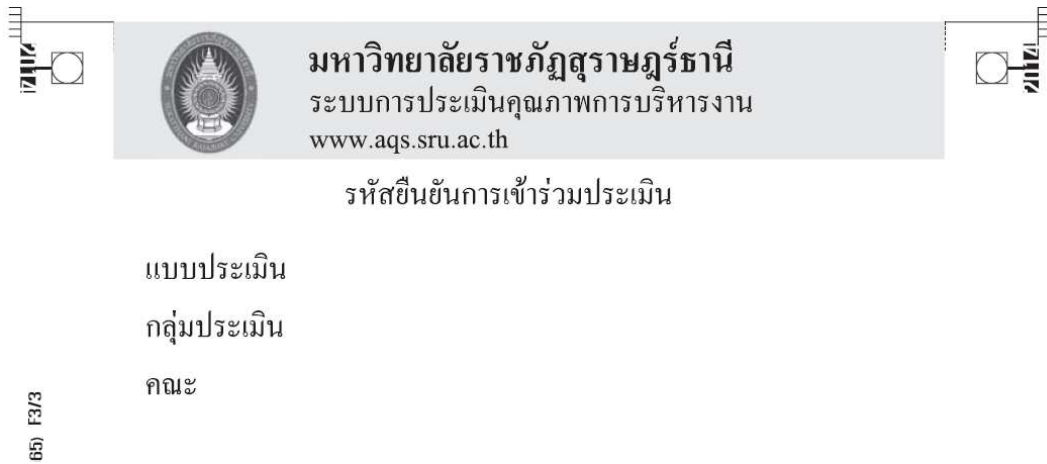 มหาวิทยาลัยราชภัฏสุราษฎร์ธานี
ระบบการประเมินคุณภาพการบริหารงาน
www.aqs.sru.ac.th
รหัสยืนยันการเข้าร่วมประเมิน
แบบประเมิน
กลุ่มประเมิน
คณะ
65) F3/3
2014